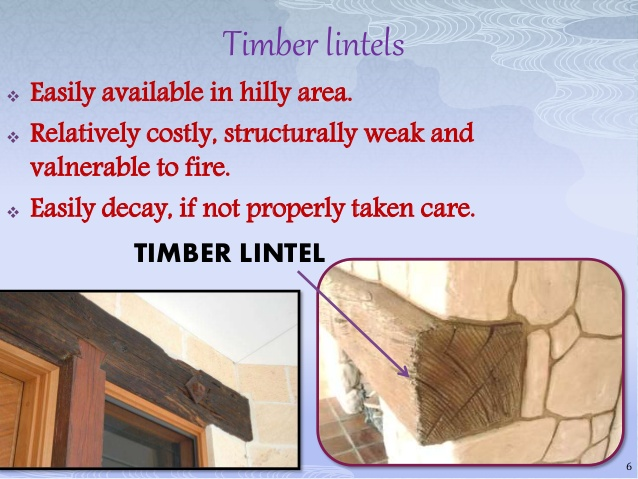 Timber lintels
Easily available in hilly area.
Relatively costly, structurally weak and
valnerable to fire.
Easily decay, if not properly taken care.
TIMBER LINTEL
6